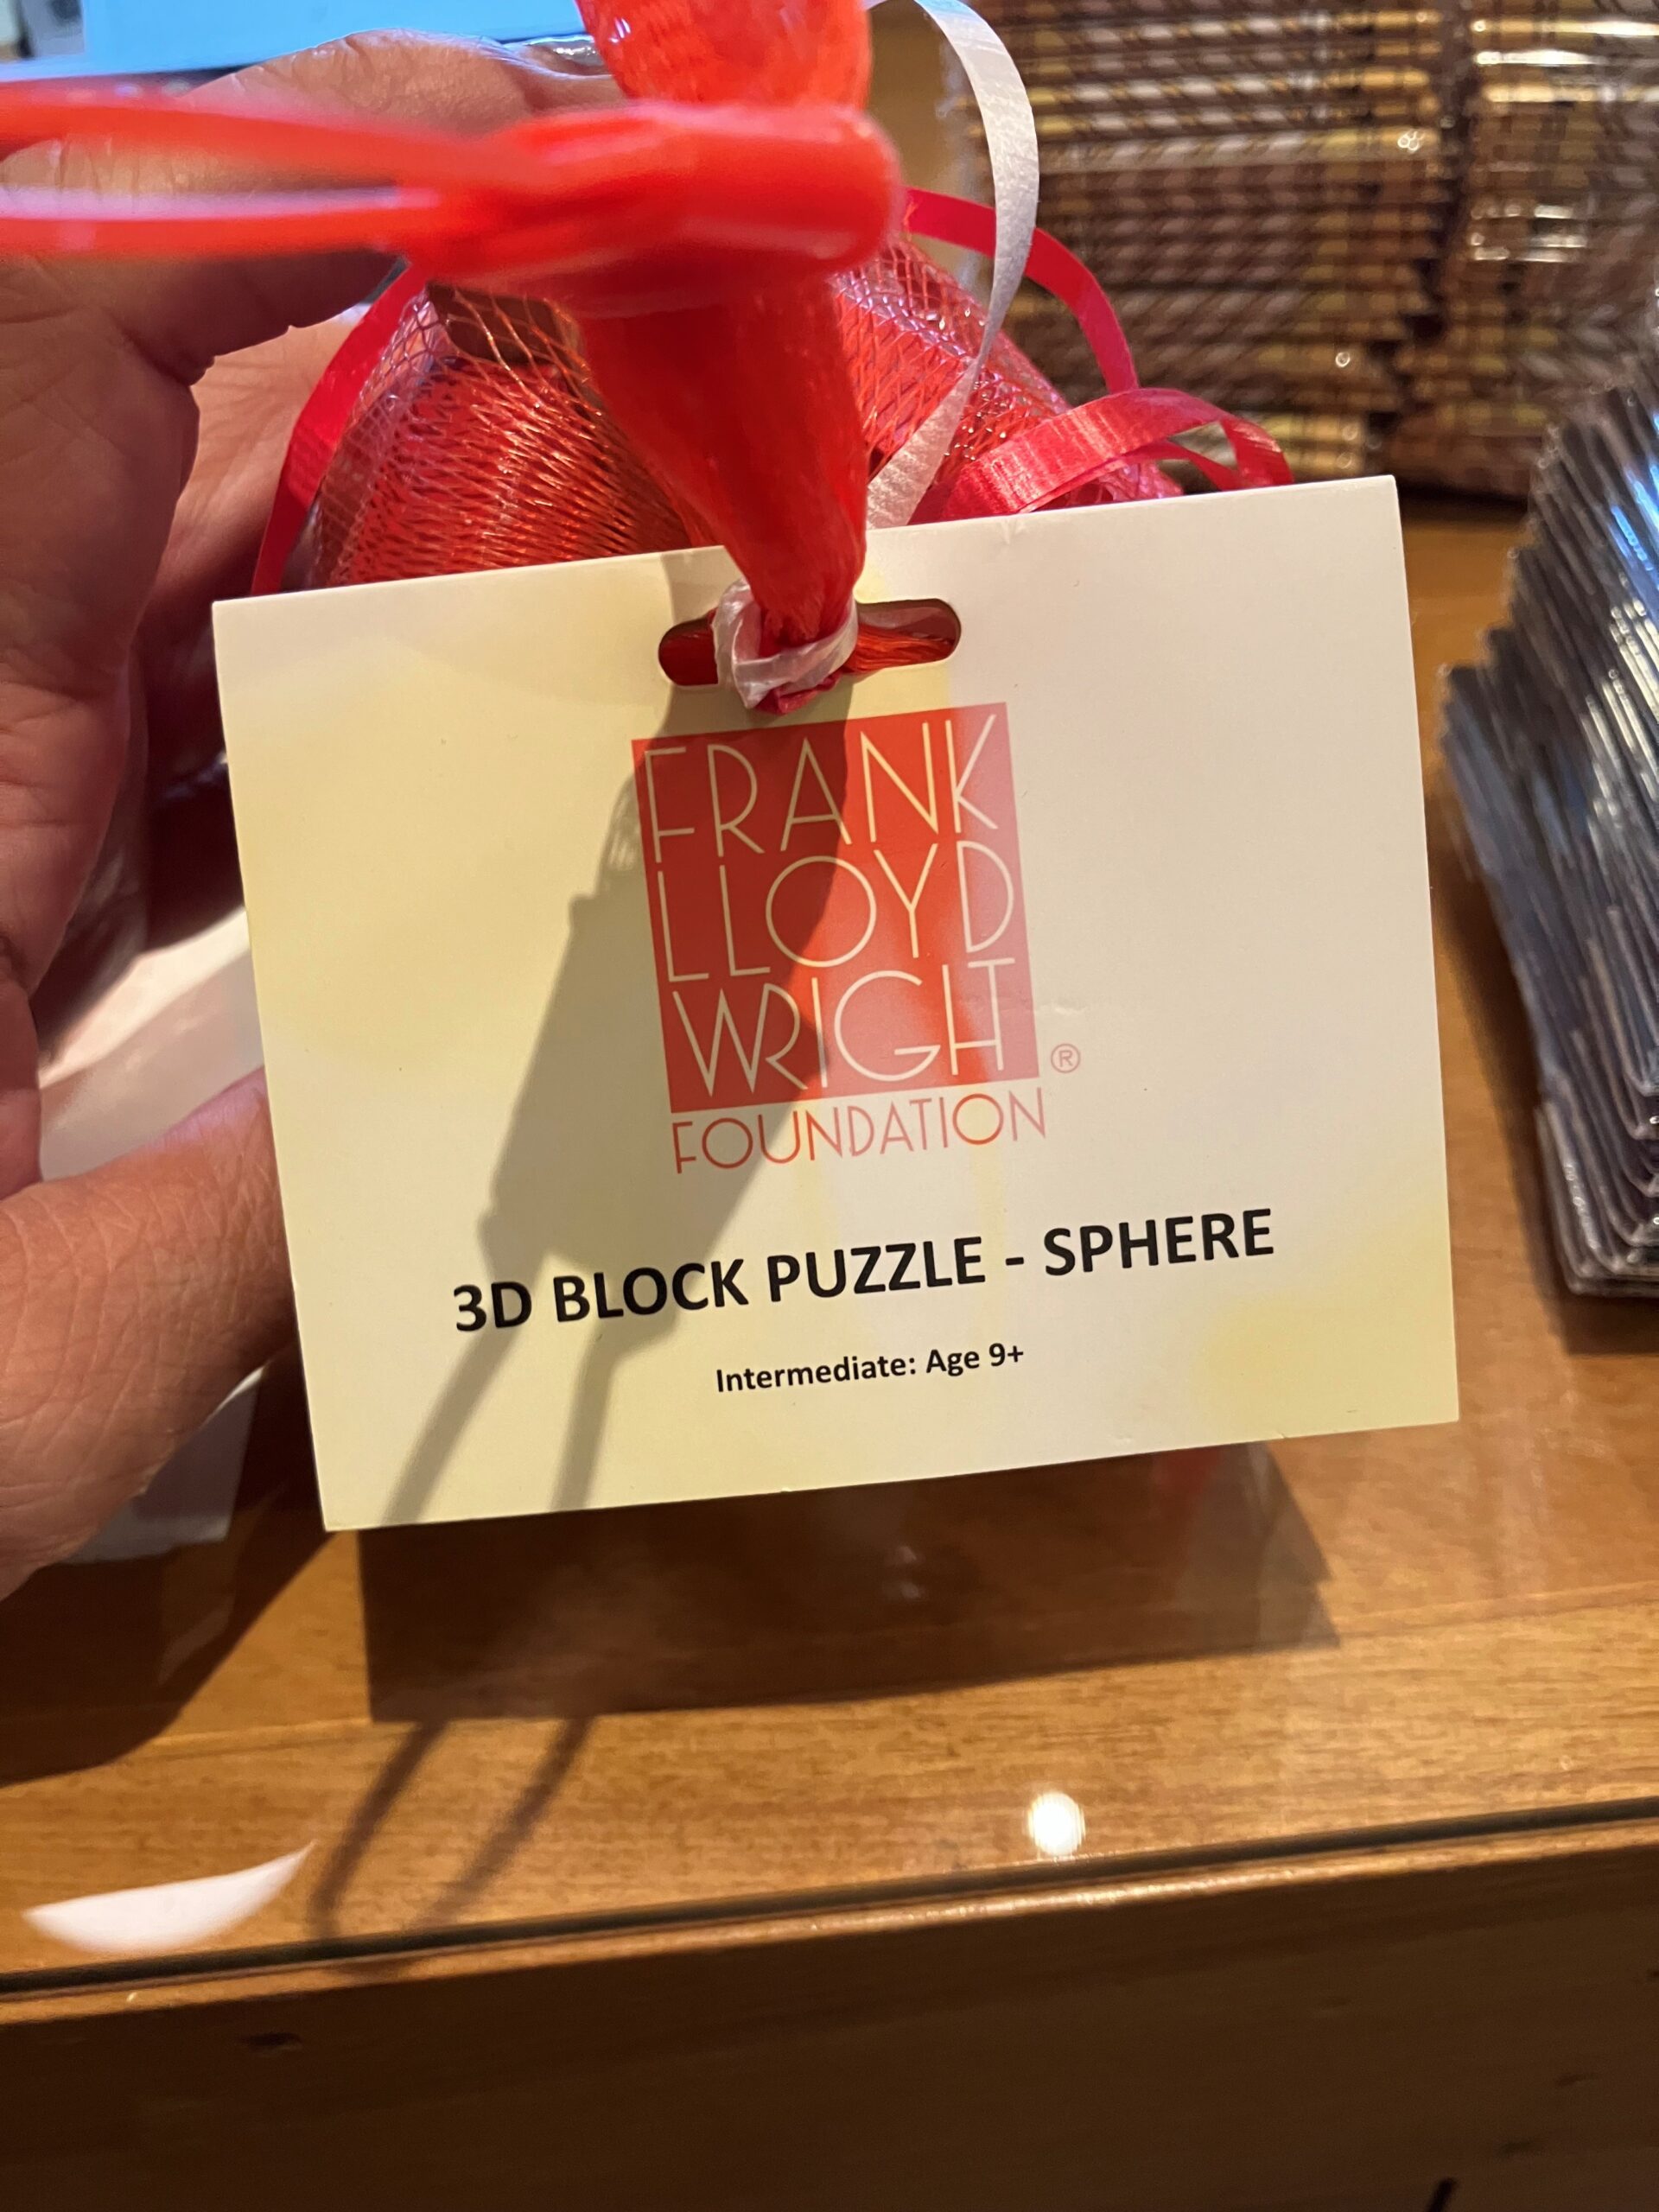 FRANK
LLOYD
WRIGHT
®
FOUNDATION
3D BLOCK PUZZLE - SPHERE
Intermediate: Age 9+